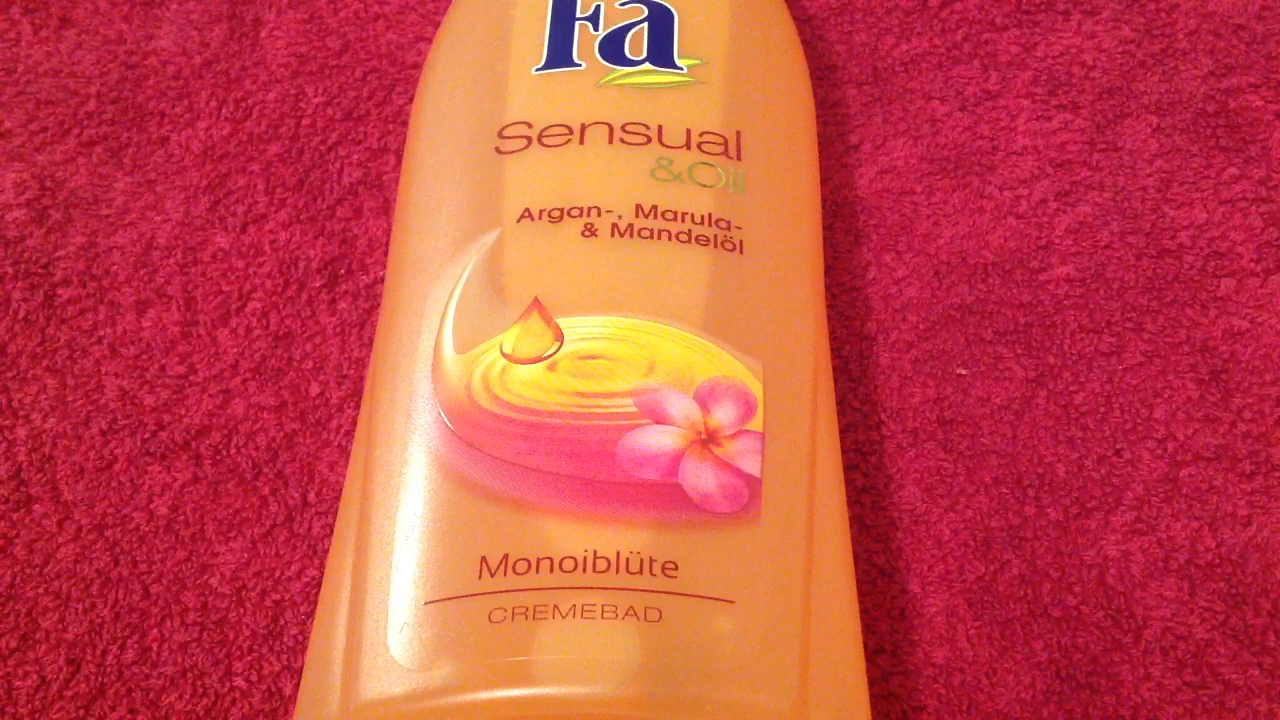 Fa
Sensual
&Oil
Argan-, Marula-
& Mandelöl
Monoiblüte
CREMEBAD